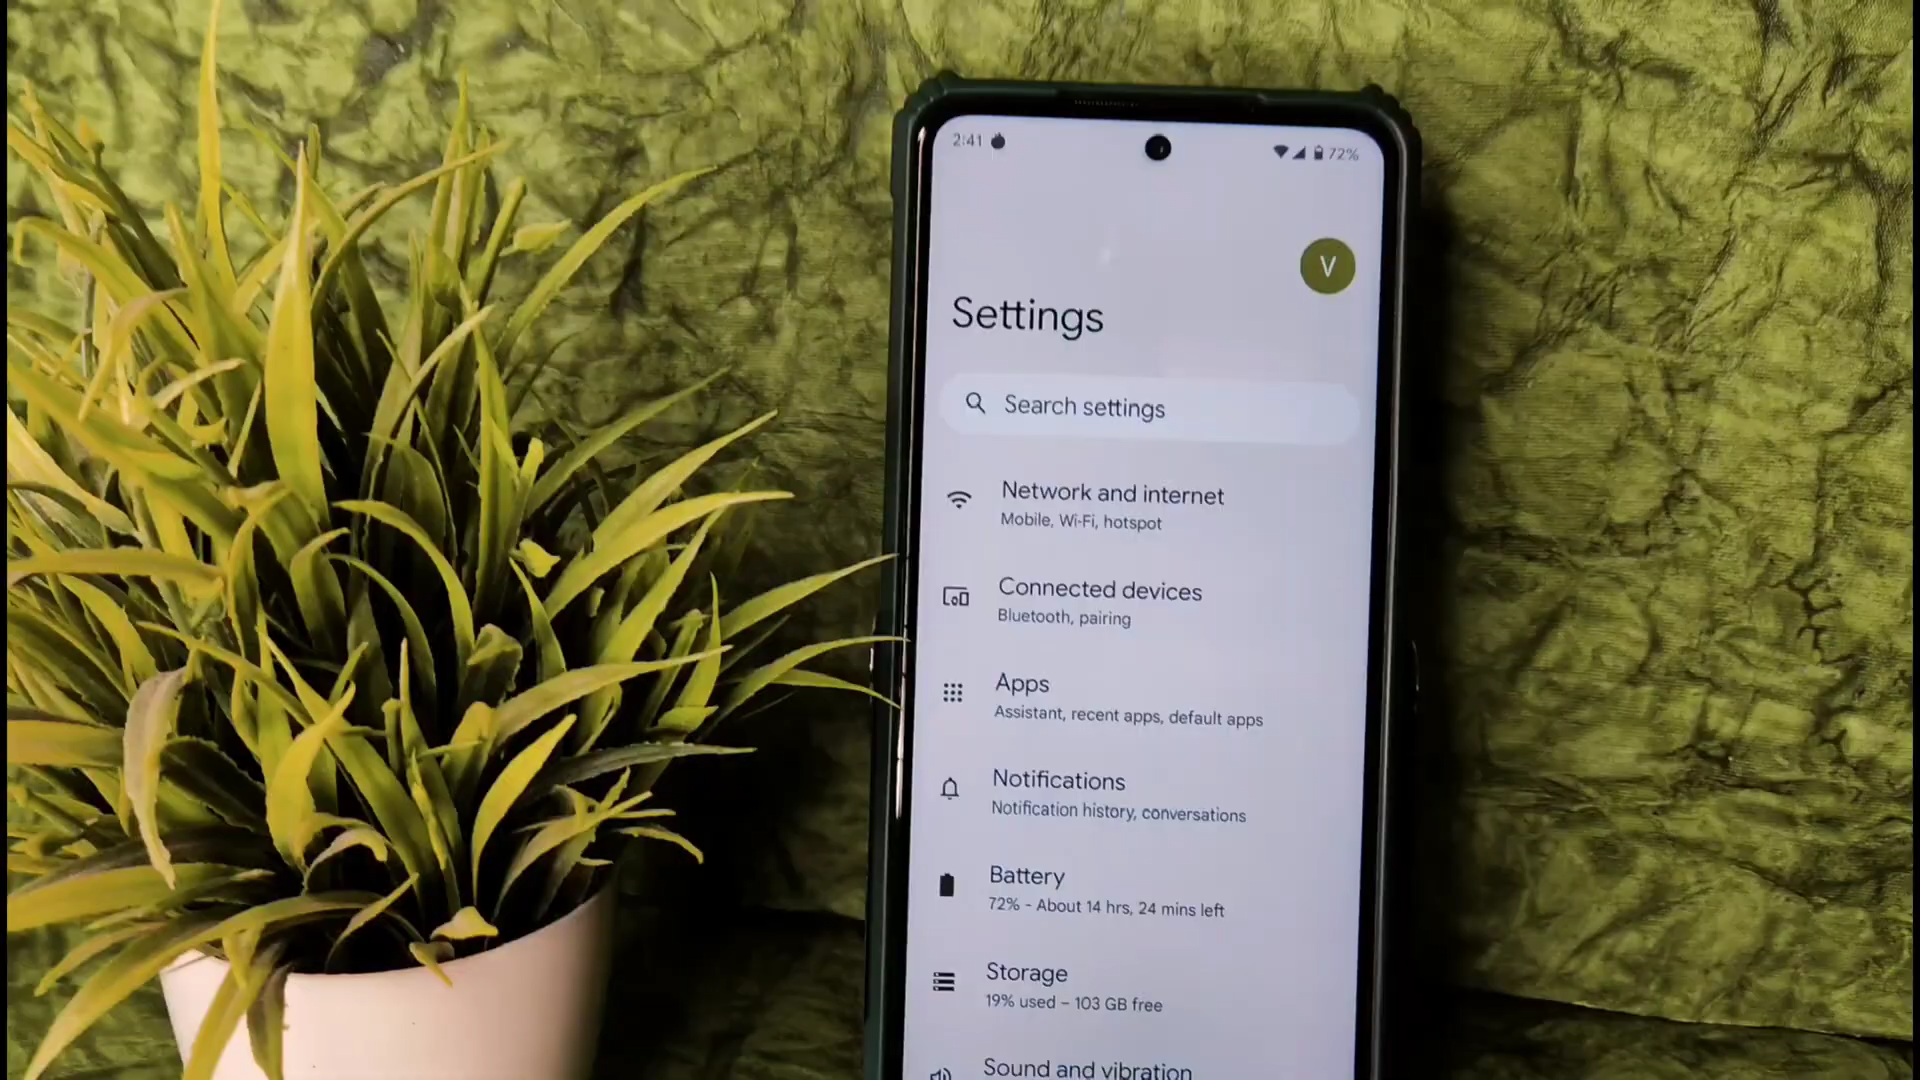 2:41
72%
V
Settings
Search settings
Network and internet
Mobile, Wi-Fi, hotspot
Connected devices
Bluetooth, pairing
Apps
Assistant, recent apps, default apps
Notifications
Notification history, conversations
Battery
72% - About 14 hrs, 24 mins left
Storage
19% used – 103 GB free
Sound and vibration